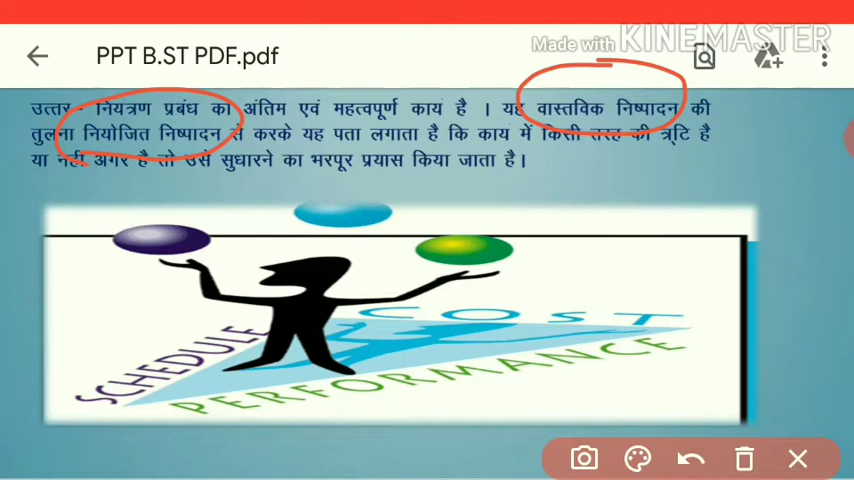 Made with KINEMASTER
PPT B.ST PDF.pdf
उत्तर- नियत्रण प्रबंध का अंतिम एवं महत्वपूर्ण काय है । यह वास्तविक निष्पादन की
तुलना नियोजित निष्पादन से करके यह पता लगाता है कि काय में किसी तरह की त्र्टि है
या नहीं अगर है तो उसे सुधारने का भरपूर प्रयास किया जाता है।
COST
SCHEDULE
PERFORMANCE